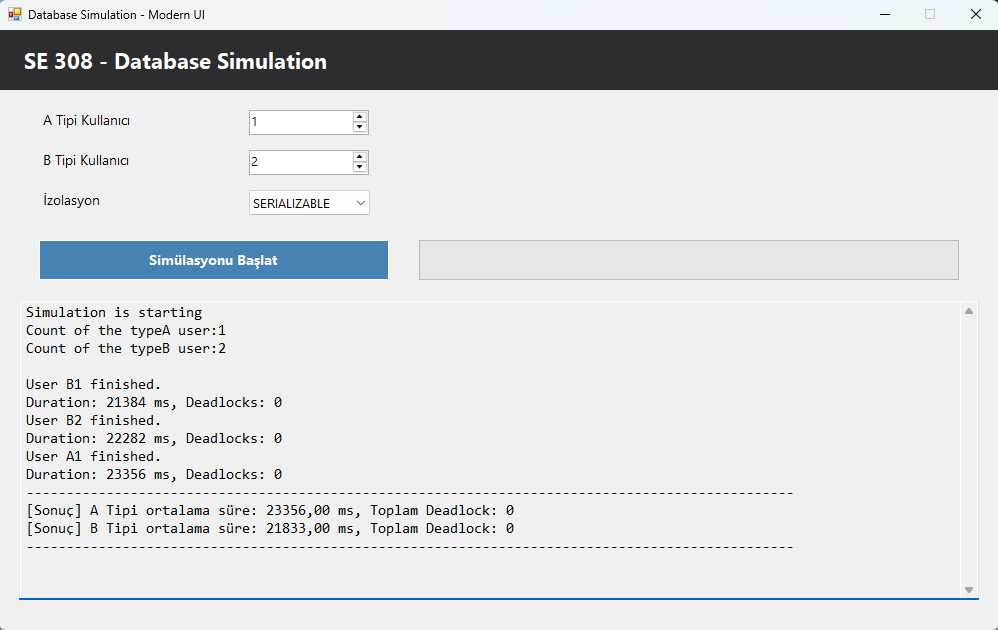 Database Simulation - Modern UI
SE 308 - Database Simulation
A Tipi Kullanıcı
1
B Tipi Kullanıcı
2
İzolasyon
SERIALIZABLE
Simülasyonu Başlat
Simulation is starting
Count of the typeA user:1
Count of the typeB user:2
User B1 finished.
Duration: 21384 ms, Deadlocks: 0
User B2 finished.
Duration: 22282 ms, Deadlocks: 0
User A1 finished.
Duration: 23356 ms, Deadlocks: 0
------------------------------------------------------------------------------------------------
[Sonuç] A Tipi ortalama süre: 23356,00 ms, Toplam Deadlock: 0
[Sonuç] B Tipi ortalama süre: 21833,00 ms, Toplam Deadlock: 0
------------------------------------------------------------------------------------------------